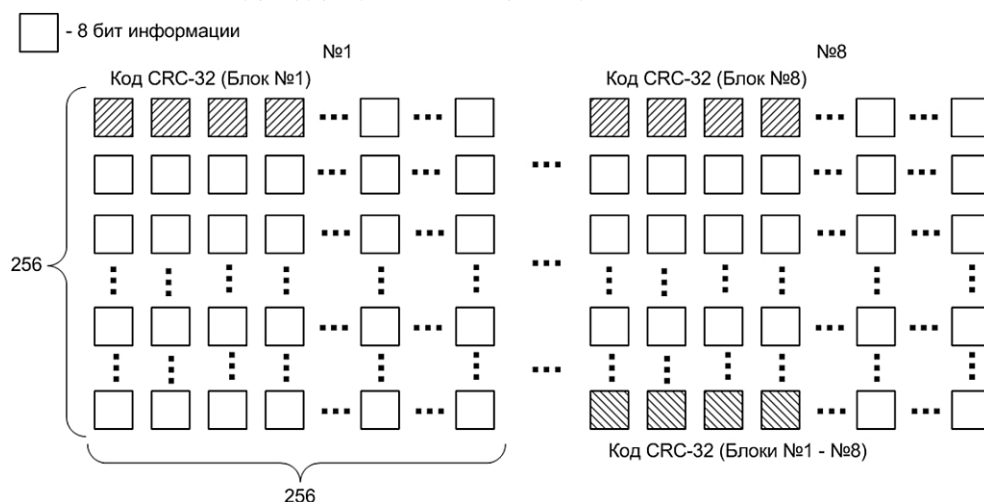 - 8 бит информации
№1
№8
Код CRC-32 (Блок №1)
Код CRC-32 (Блок №8)
256
Код CRC-32 (Блоки №1 - №8)
256